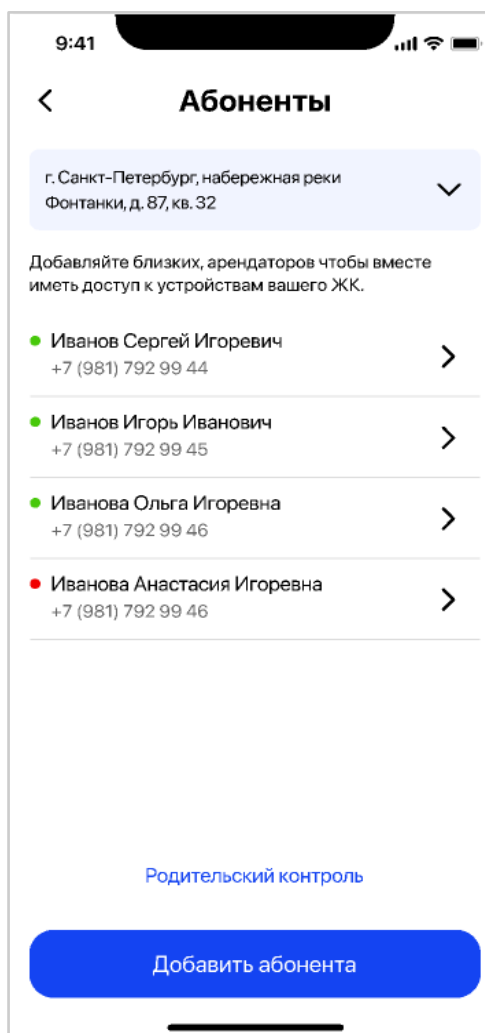 9:41
Абоненты
г. Санкт-Петербург, набережная реки
Фонтанки, д. 87, кв. 32
Добавляйте близких, арендаторов чтобы вместе
иметь доступ к устройствам вашего ЖК.
Иванов Сергей Игоревич
+7 (981) 792 99 44
Иванов Игорь Иванович
+7 (981) 792 99 45
Иванова Ольга Игоревна
+7 (981) 792 99 46
Иванова Анастасия Игоревна
+7 (981) 792 99 46
Родительский контроль
Добавить абонента